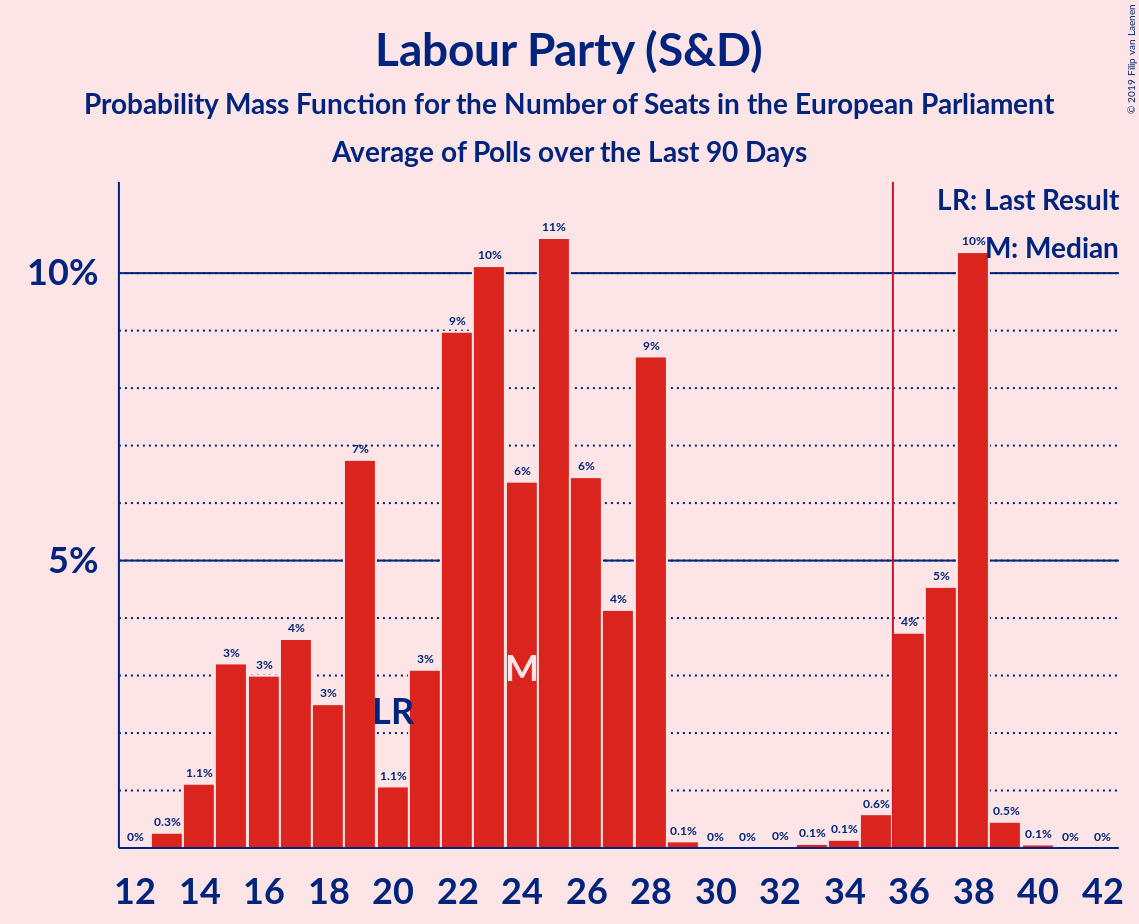 Labour Party (S&D)
Probability Mass Function for the Number of Seats in the European Parliament
Average of Polls over the Last 90 Days
© 2019 Filip van Laenen
LR: Last Result
M: Median
10%
5%
0% 0.3% 1.1% 3% 3% 4% 3% 7% 1.1% 3% 9% 10% 6% 11% 6% 4% 9% 0.1% 0% 0% 0% 0.1% 0.1% 0.6% 4% 5% 10% 0.5% 0.1% 0% 0%
LR
M
12 14 16 18 20 22 24 26 28 30 32 34 36 38 40 42